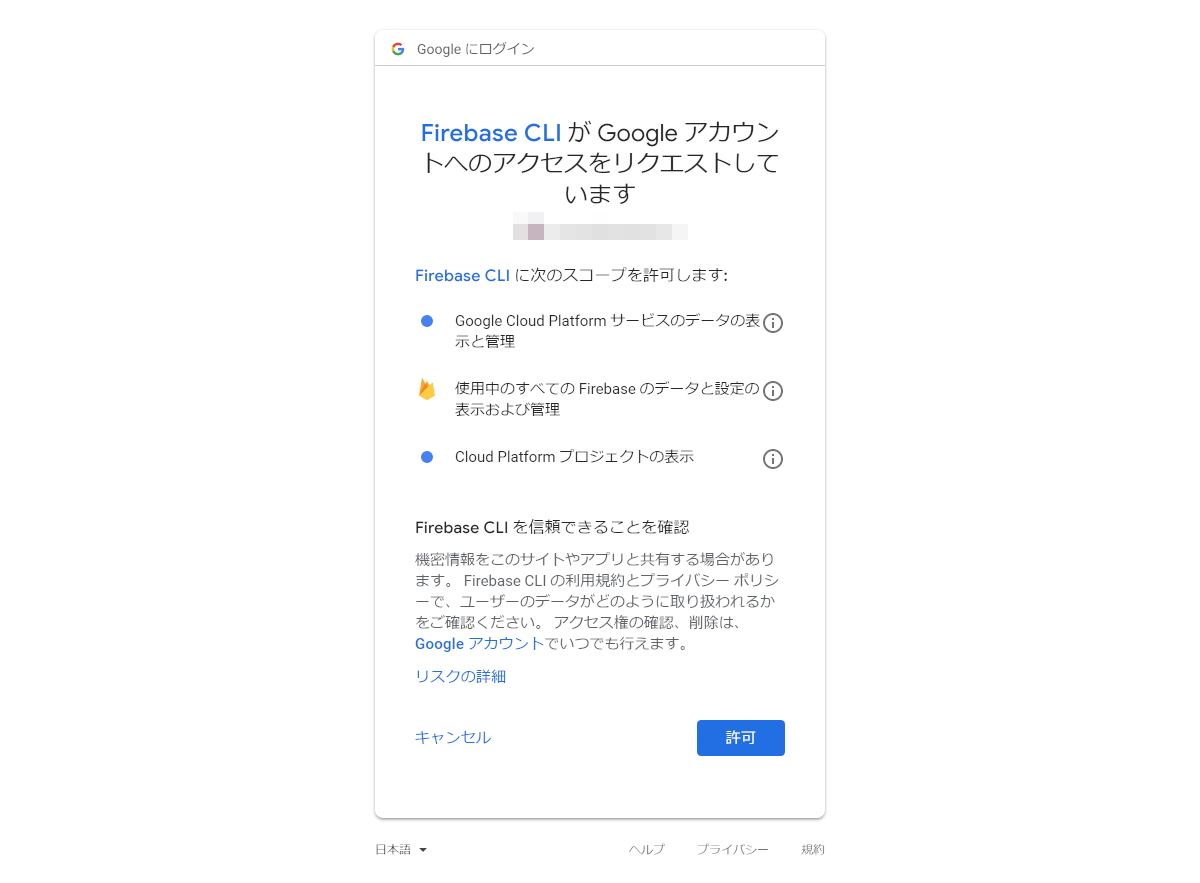 Google にログイン
Firebase CLI が Google アカウン
トへのアクセスをリクエストして
います
Firebase CLI に次のスコープを許可します:
Google Cloud Platform サービスのデータの表
示と管理
使用中のすべての Firebase のデータと設定の
表示および管理
Cloud Platform プロジェクトの表示
Firebase CLI を信頼できることを確認
機密情報をこのサイトやアプリと共有する場合があり
ます。 Firebase CLI の利用規約とプライバシー ポリシ
ーで、ユーザーのデータがどのように取り扱われるか
をご確認ください。 アクセス権の確認、削除は、
Google アカウントでいつでも行えます。
リスクの詳細
キャンセル
許可
日本語
ヘルプ
プライバシー
規約